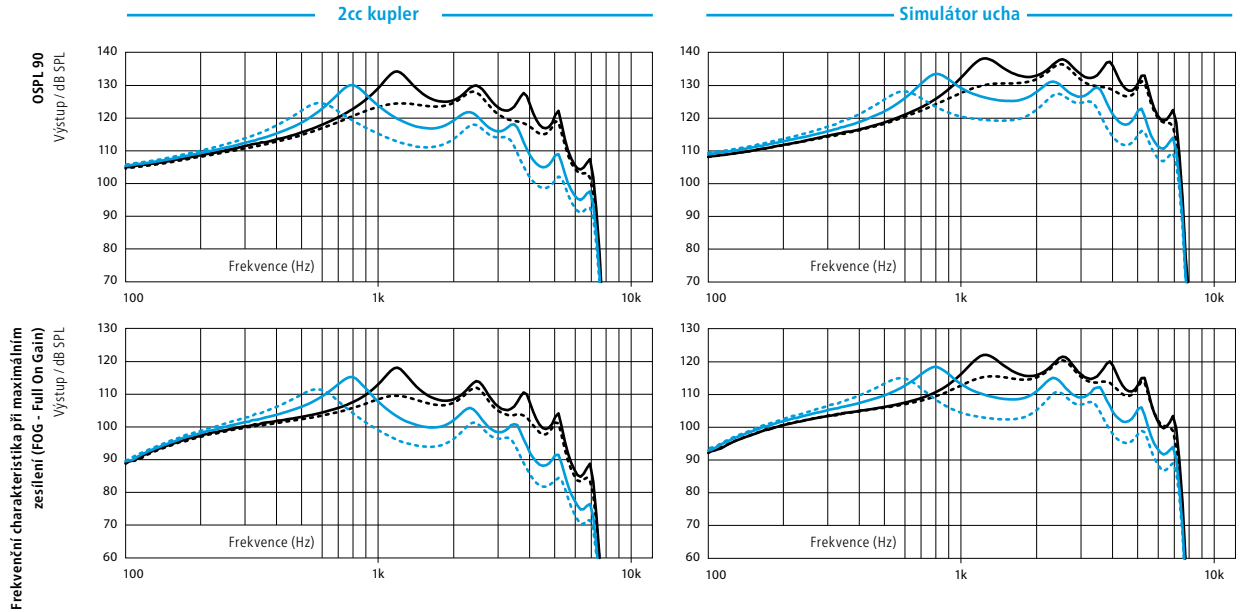 2cc kupler
Simulátor ucha
OSPL 90
Výstup / dB SPL
140
130
120
110
100
90
80
70
Frekvence (Hz)
100
1k
10k
140
130
120
110
100
90
80
70
Frekvence (Hz)
100
1k
10k
Frekvenční charakteristika při maximálním
zesílení (FOG - Full On Gain)
Výstup / dB SPL
130
120
110
100
90
80
70
60
Frekvence (Hz)
100
1k
10k
130
120
110
100
90
80
70
60
Frekvence (Hz)
100
1k
10k